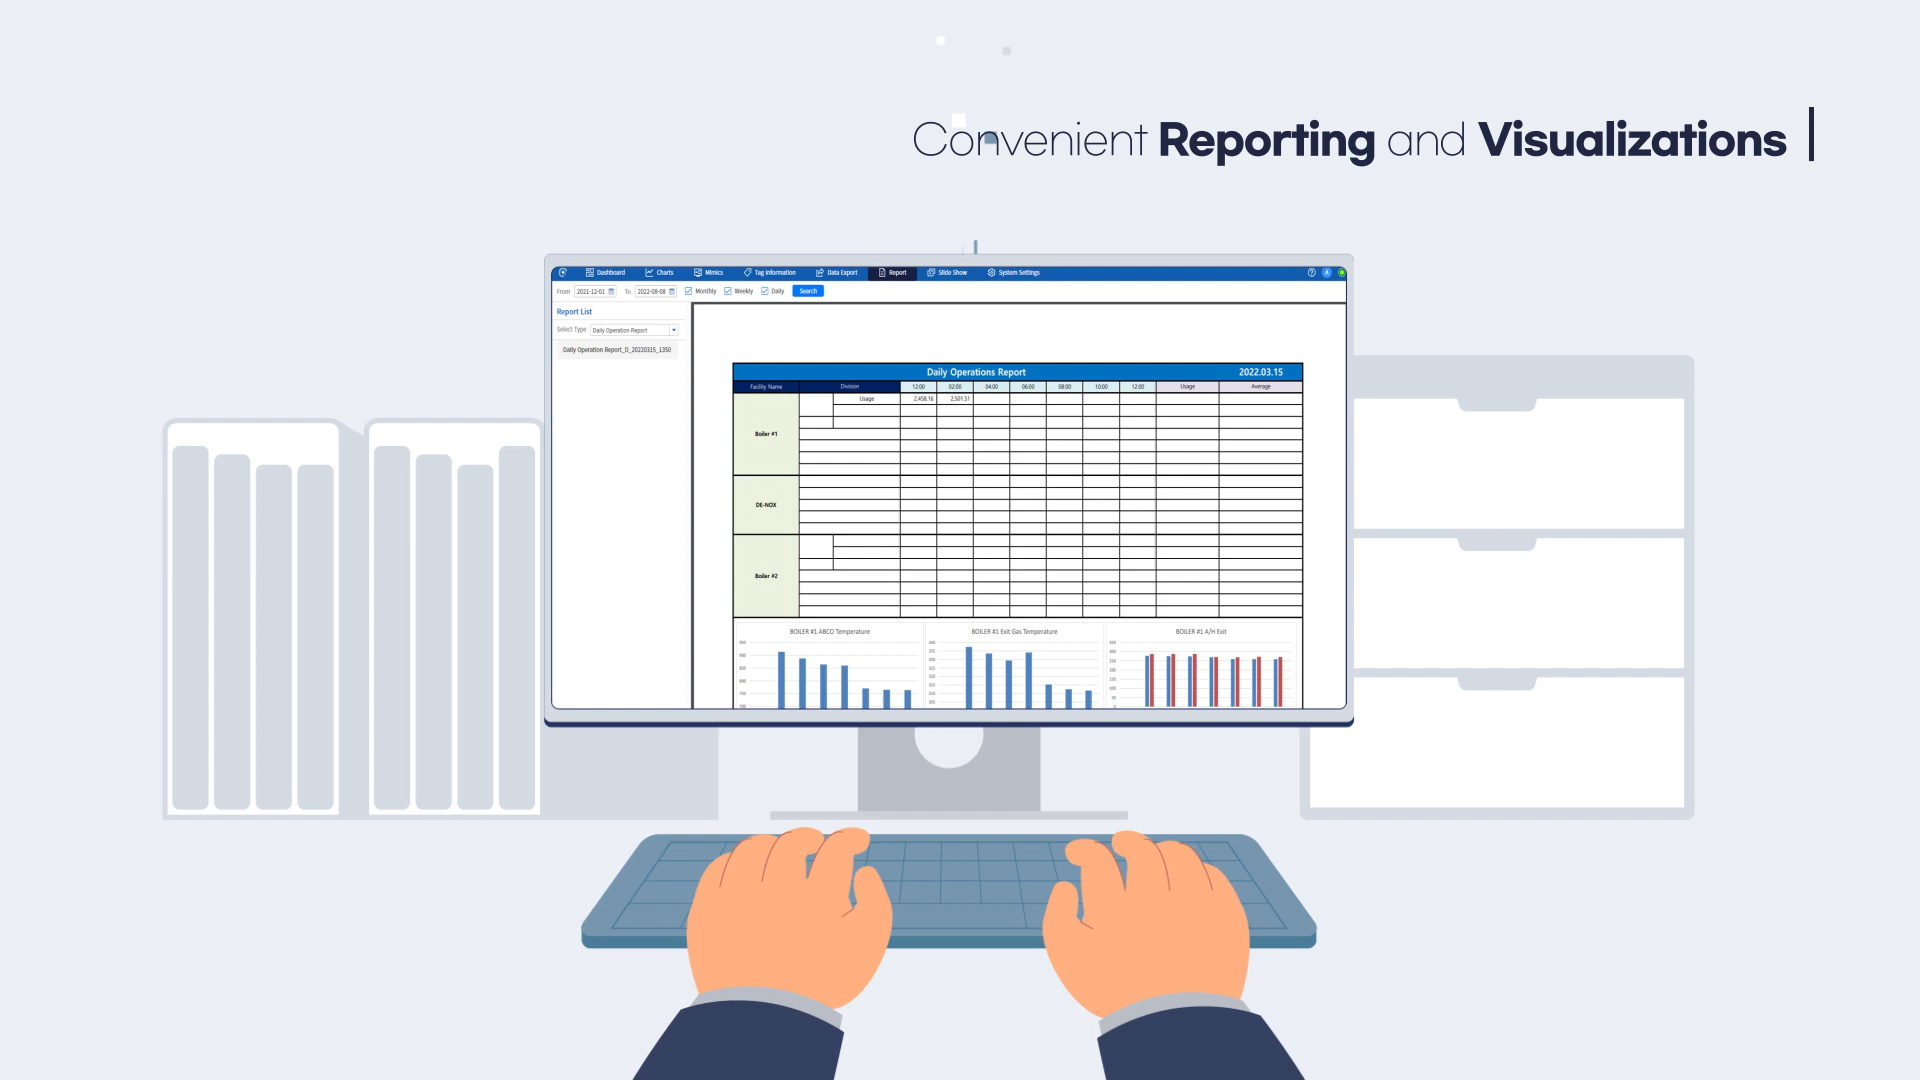 Convenient Reporting and Visualizations
Dashboard Charts Mimics Tag Information Data Export Report Slide Show System Settings
From 2021-12-01 To 2022-08-08 Monthly Weekly Daily Search
Report List
Select Type Daily Operation Report
Daily Operation Report_D_20220315_1350
Daily Operations Report 2022.03.15
Facility Name Division 12:00 02:00 04:00 06:00 08:00 10:00 12:00 Usage Average
Usage 2,458.16 2,501.51
Boiler #1
DE-NOX
Boiler #2
BOILER #1 ABCO Temperature
BOILER #1 Exit Gas Temperature
BOILER #1 A/H Exit